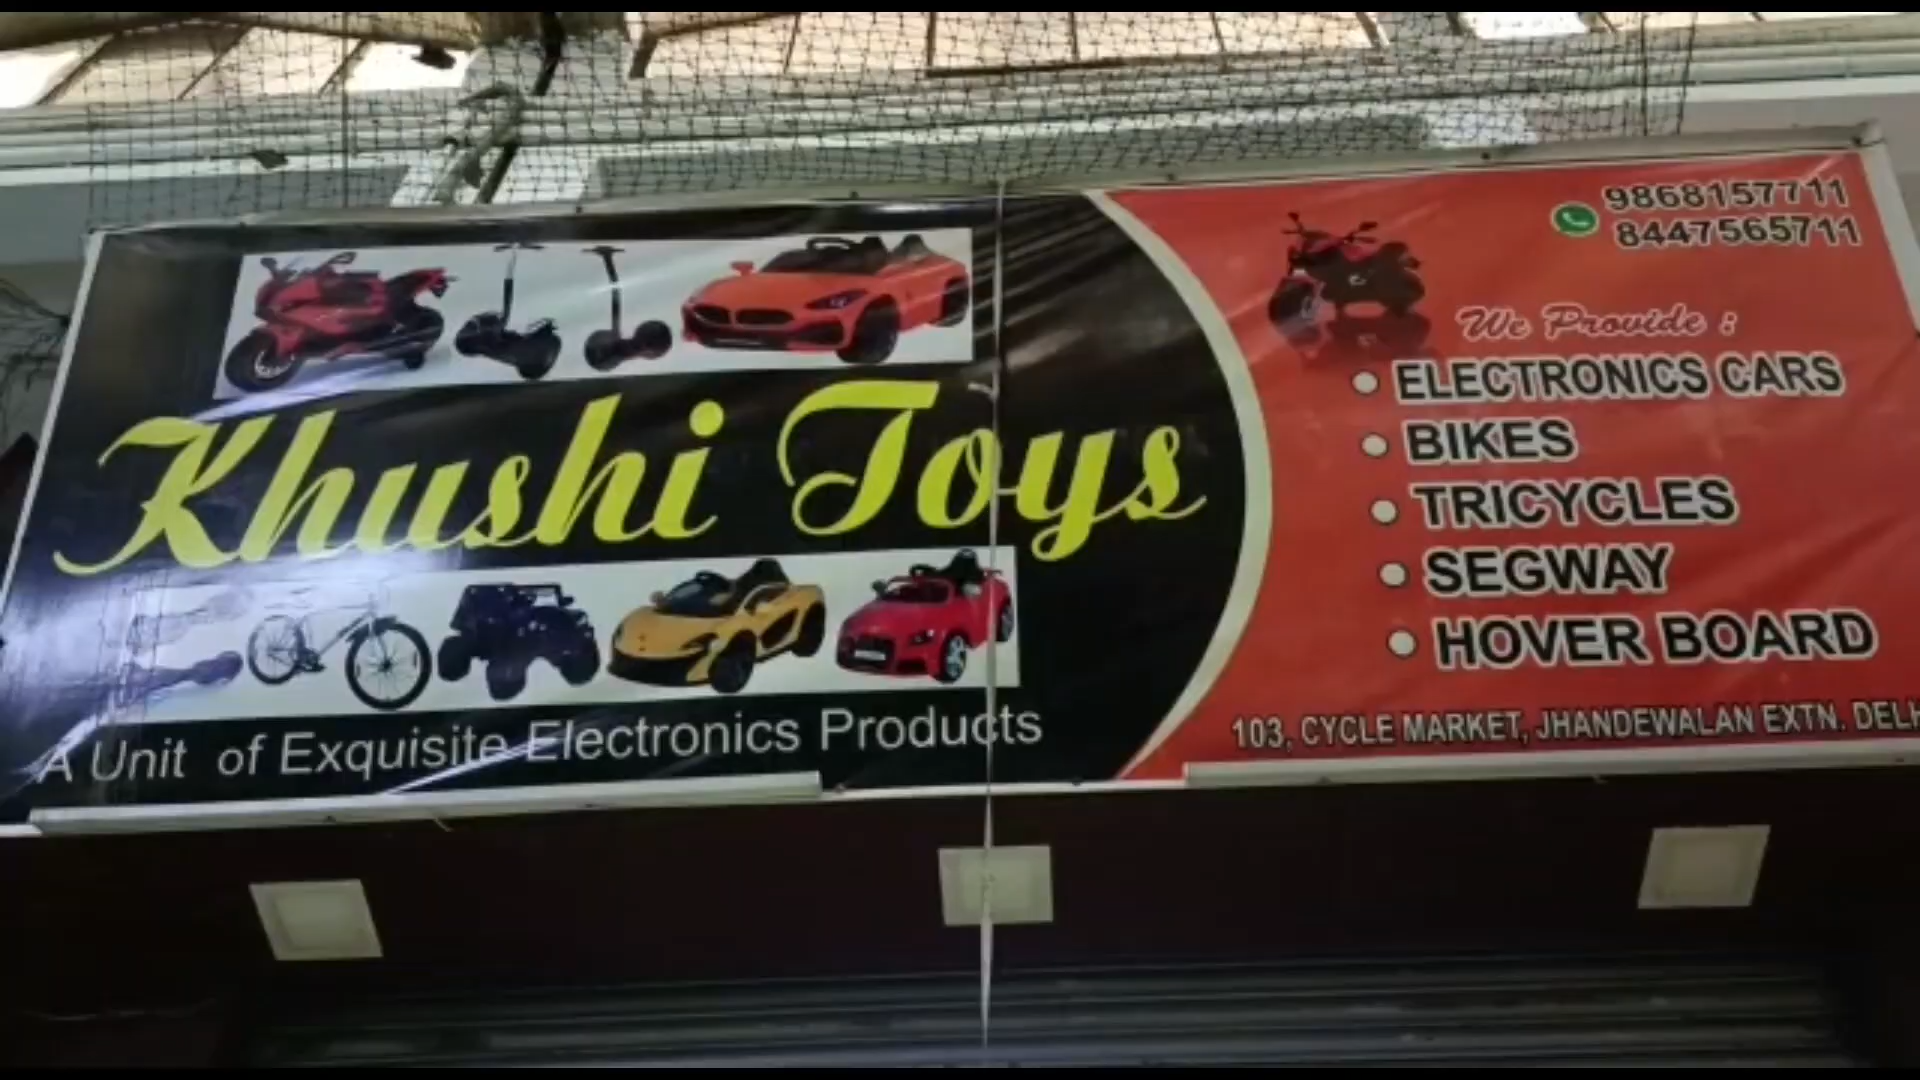 Khushi Toys
A Unit of Exquisite Electronics Products
9868157711
8447565711
We Provide :
ELECTRONICS CARS
BIKES
TRICYCLES
SEGWAY
HOVER BOARD
103, CYCLE MARKET, JHANDEWALAN EXTN. DELH